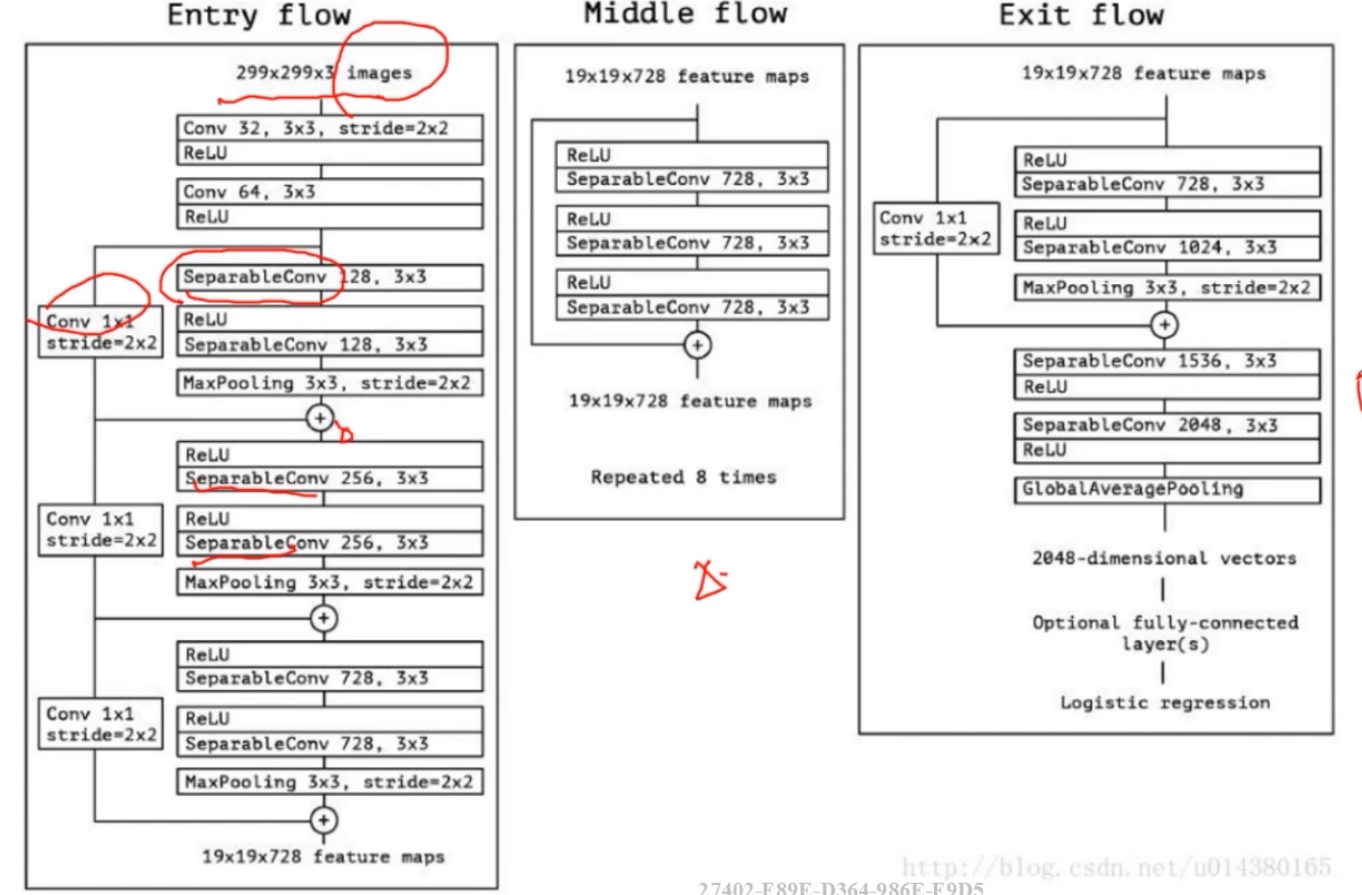 Entry flow
299x299x3 images
Conv 32, 3x3, stride=2x2
ReLU
Conv 64, 3x3
ReLU
SeparableConv 128, 3x3
Conv 1x1
stride=2x2
ReLU
SeparableConv 128, 3x3
MaxPooling 3x3, stride=2x2
+
ReLU
SeparableConv 256, 3x3
Conv 1x1
stride=2x2
ReLU
SeparableConv 256, 3x3
MaxPooling 3x3, stride=2x2
+
ReLU
SeparableConv 728, 3x3
Conv 1x1
stride=2x2
ReLU
SeparableConv 728, 3x3
MaxPooling 3x3, stride=2x2
+
19x19x728 feature maps
Middle flow
19x19x728 feature maps
ReLU
SeparableConv 728, 3x3
ReLU
SeparableConv 728, 3x3
ReLU
SeparableConv 728, 3x3
+
19x19x728 feature maps
Repeated 8 times
Exit flow
19x19x728 feature maps
ReLU
SeparableConv 728, 3x3
Conv 1x1
stride=2x2
ReLU
SeparableConv 1024, 3x3
MaxPooling 3x3, stride=2x2
+
SeparableConv 1536, 3x3
ReLU
SeparableConv 2048, 3x3
ReLU
GlobalAveragePooling
2048-dimensional vectors
Optional fully-connected
layer(s)
Logistic regression
http://blog.csdn.net/u014380165
27402-F89E-D364-986E-F9D5